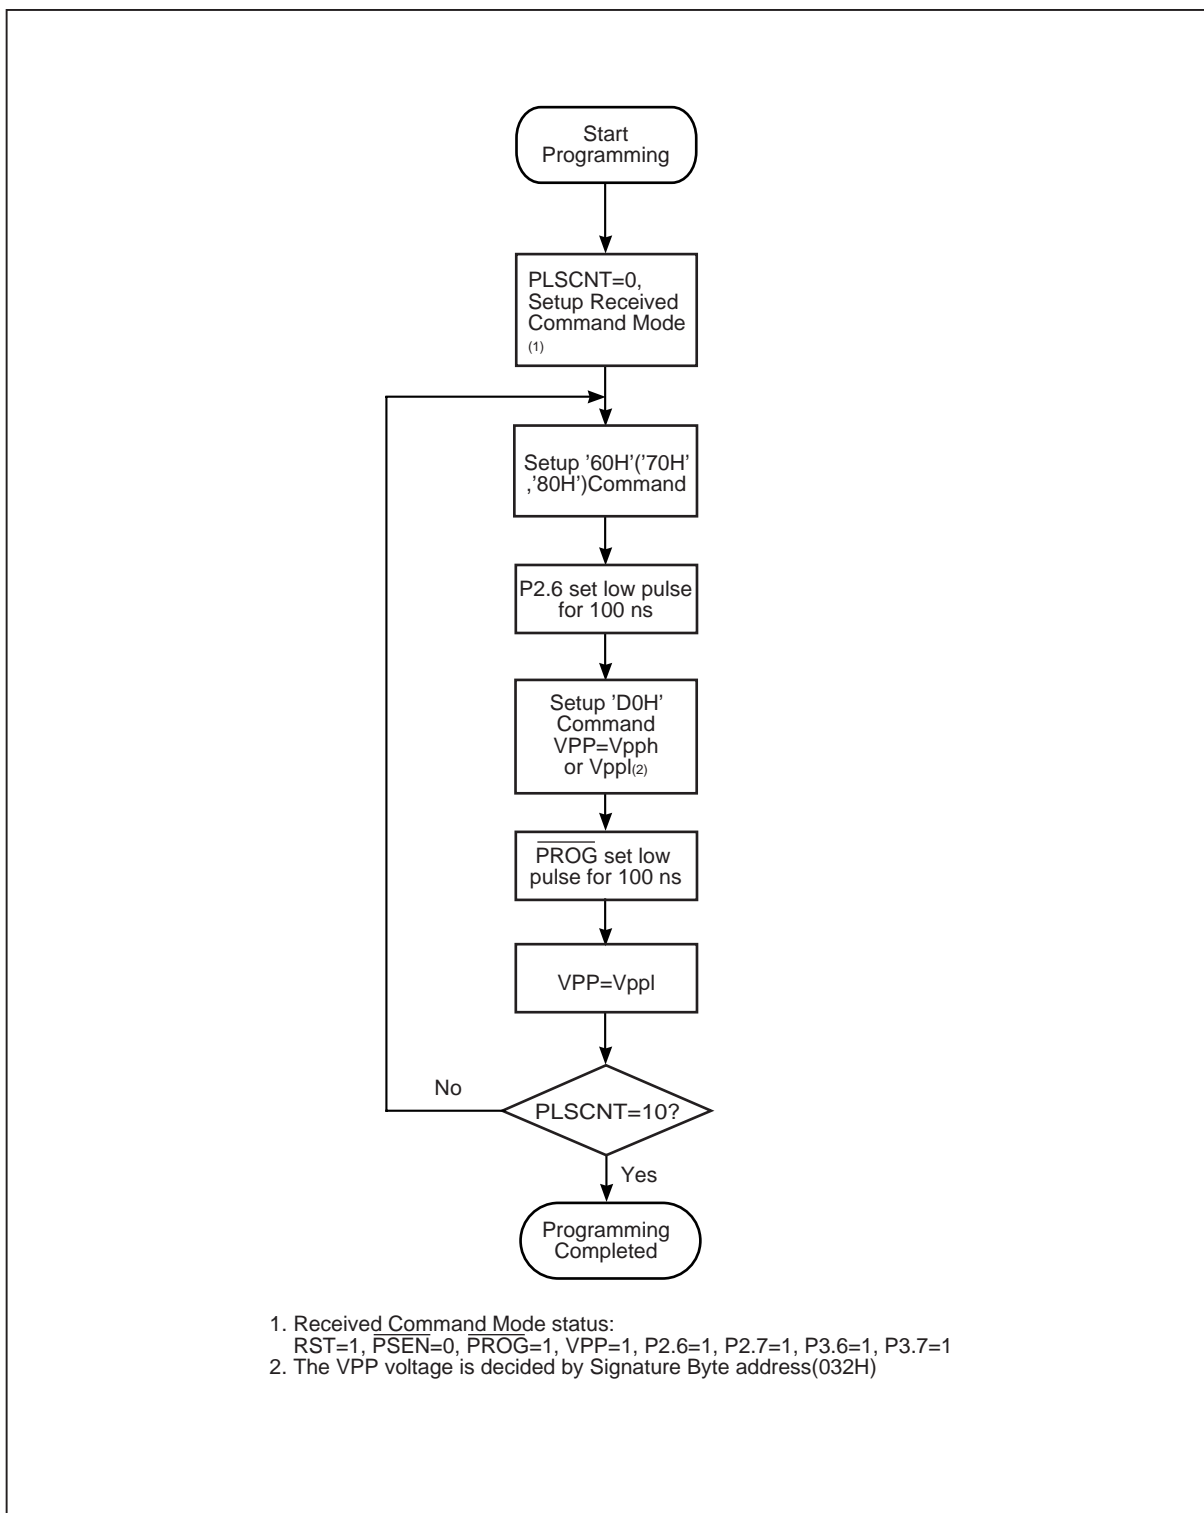 Start
Programming
PLSCNT=0,
Setup Received
Command Mode
(1)
Setup '60H'('70H'
,'80H')Command
P2.6 set low pulse
for 100 ns
Setup 'D0H'
Command
VPP=Vpph
or Vppl(2)
PROG set low
pulse for 100 ns
VPP=Vppl
No
PLSCNT=10?
Yes
Programming
Completed
1. Received Command Mode status:
RST=1, PSEN=0, PROG=1, VPP=1, P2.6=1, P2.7=1, P3.6=1, P3.7=1
2. The VPP voltage is decided by Signature Byte address(032H)